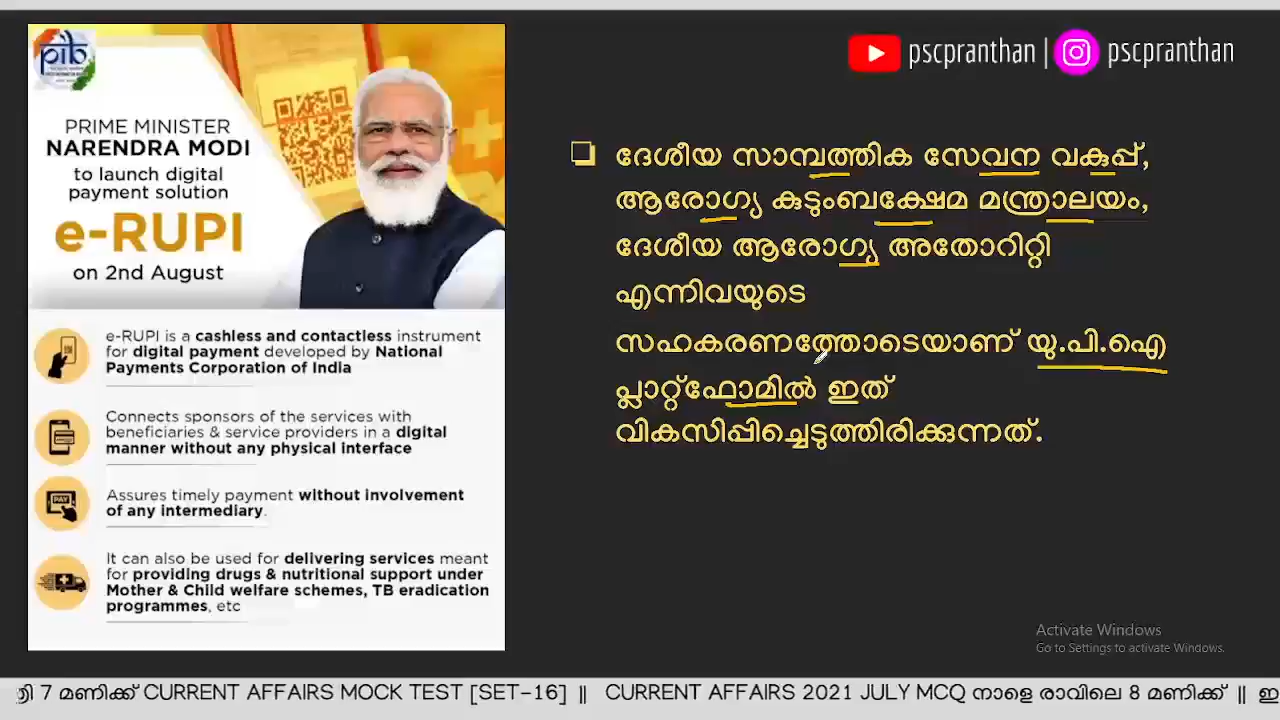 pib
PRIME MINISTER
NARENDRA MODI
to launch digital
payment solution
e-RUPI
on 2nd August
e-RUPI is a cashless and contactless instrument
for digital payment developed by National
Payments Corporation of India
Connects sponsors of the services with
beneficiaries & service providers in a digital
manner without any physical interface
PAY
Assures timely payment without involvement
of any intermediary.
It can also be used for delivering services meant
for providing drugs & nutritional support under
Mother & Child welfare schemes, TB eradication
programmes, etc
pscpranthan | pscpranthan
ദേശീയ സാമ്പത്തിക സേവന വകുപ്പ്,
ആരോഗ്യ കുടുംബക്ഷേമ മന്ത്രാലയം,
ദേശീയ ആരോഗ്യ അതോറിറ്റി
എന്നിവയുടെ
സഹകരണത്തോടെയാണ് യു.പി.ഐ
പ്ലാറ്റ്ഫോമിൽ ഇത്
വികസിപ്പിച്ചെടുത്തിരിക്കുന്നത്.
Activate Windows
Go to Settings to activate Windows.
7 മണിക്ക് CURRENT AFFAIRS MOCK TEST [SET-16] || CURRENT AFFAIRS 2021 JULY MCQ നാളെ രാവിലെ 8 മണിക്ക് ||